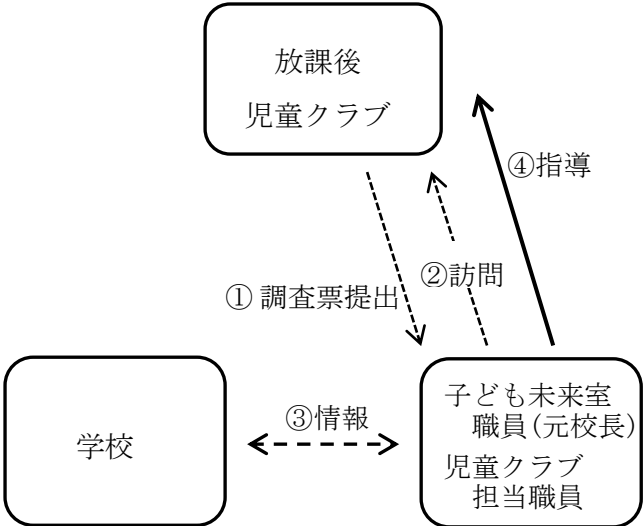 放課後
児童クラブ
④指導
②訪問
①調査票提出
③情報
学校
子ども未来室
職員(元校長)
児童クラブ
担当職員